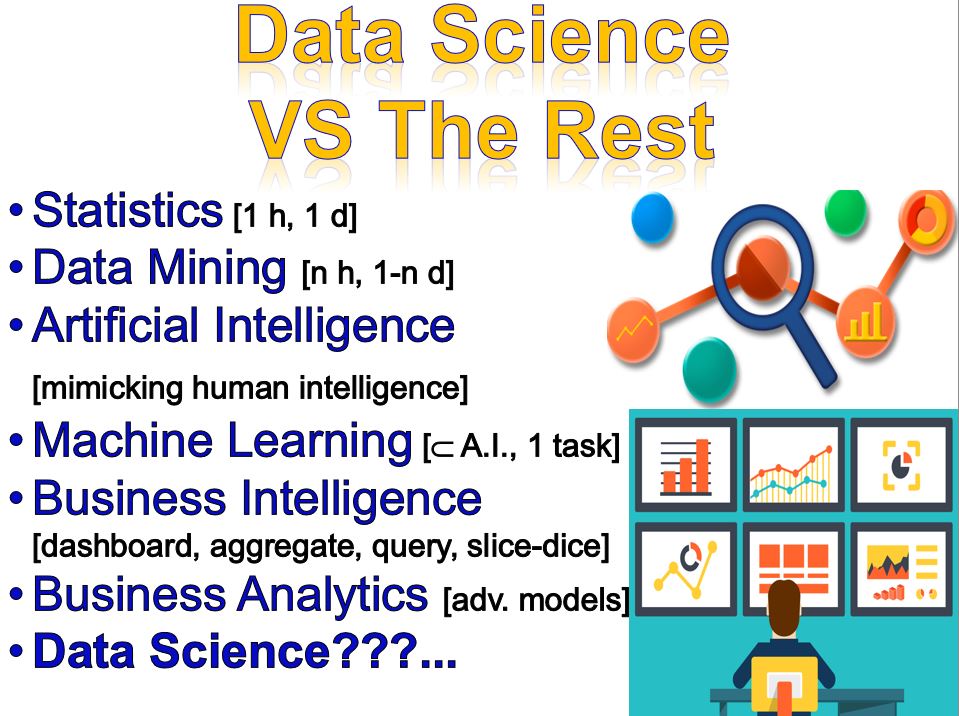 Data Science
VS The Rest
• Statistics [1 h, 1 d]
• Data Mining [n h, 1-n d]
• Artificial Intelligence
[mimicking human intelligence]
• Machine Learning [⊂ A.I., 1 task]
• Business Intelligence
[dashboard, aggregate, query, slice-dice]
• Business Analytics [adv. models]
• Data Science???...